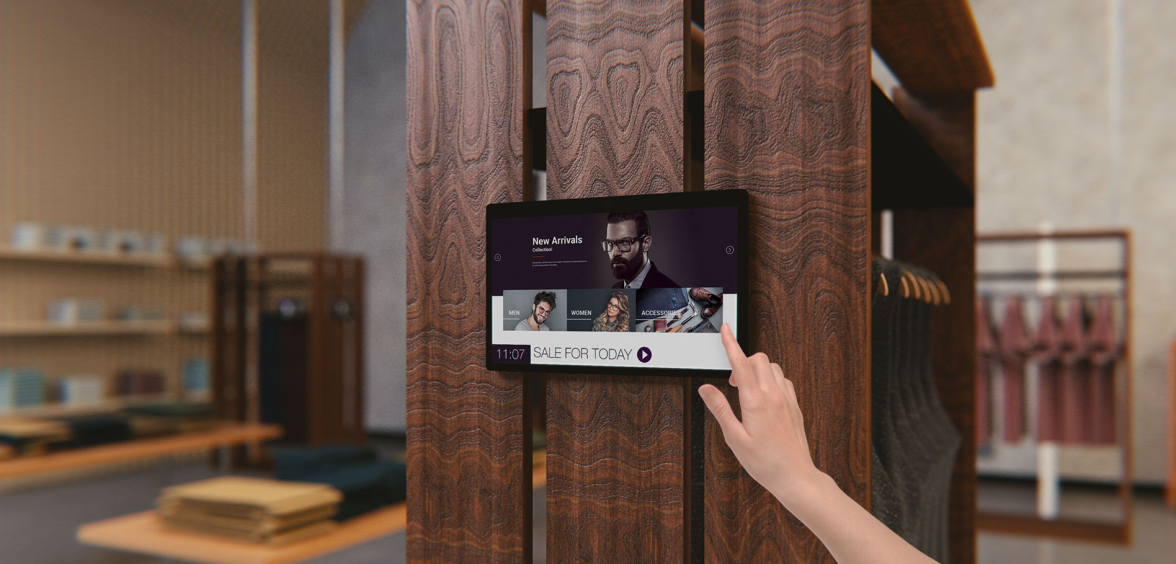 New Arrivals
Collection!
MEN
WOMEN
ACCESSORIES
11:07
SALE FOR TODAY